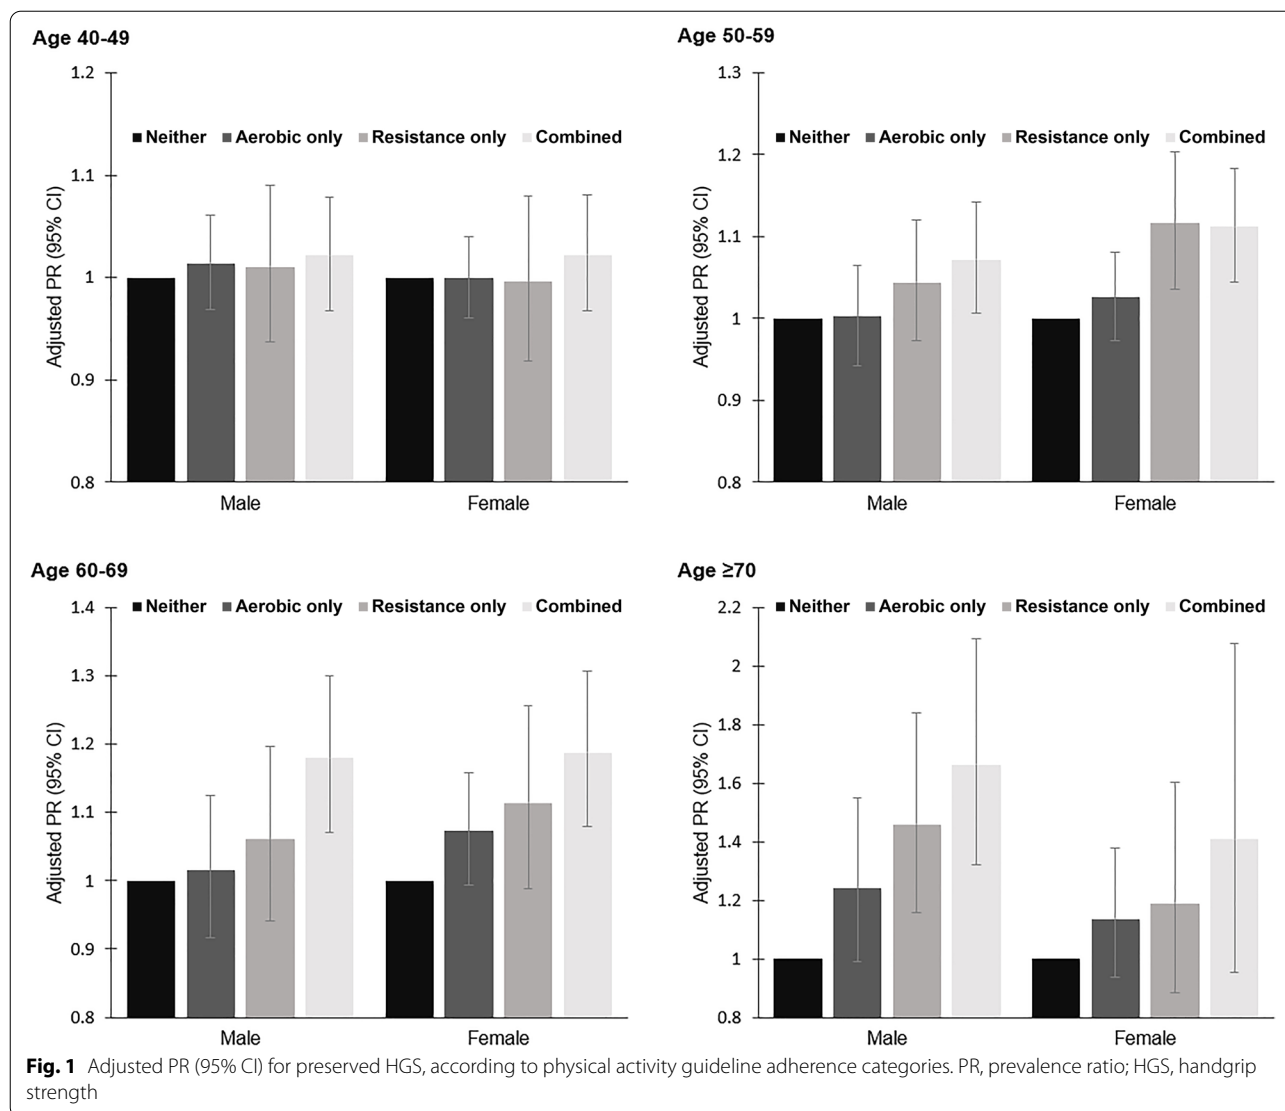 Age 40-49
1.2
1.1
1
0.9
0.8
Adjusted PR (95% CI)
Neither Aerobic only Resistance only Combined
Male Female
Age 50-59
1.3
1.2
1.1
1
0.9
0.8
Adjusted PR (95% CI)
Neither Aerobic only Resistance only Combined
Male Female
Age 60-69
1.4
1.3
1.2
1.1
1
0.9
0.8
Adjusted PR (95% CI)
Neither Aerobic only Resistance only Combined
Male Female
Age ≥70
2.2
2
1.8
1.6
1.4
1.2
1
0.8
Adjusted PR (95% CI)
Neither Aerobic only Resistance only Combined
Male Female
Fig. 1 Adjusted PR (95% CI) for preserved HGS, according to physical activity guideline adherence categories. PR, prevalence ratio; HGS, handgrip
strength